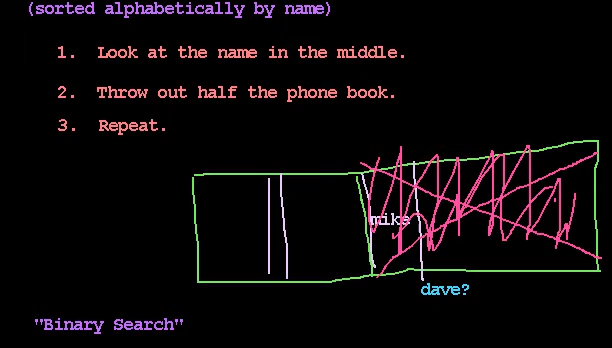 (sorted alphabetically by name)
1. Look at the name in the middle.
2. Throw out half the phone book.
3. Repeat.
mike
dave?
"Binary Search"